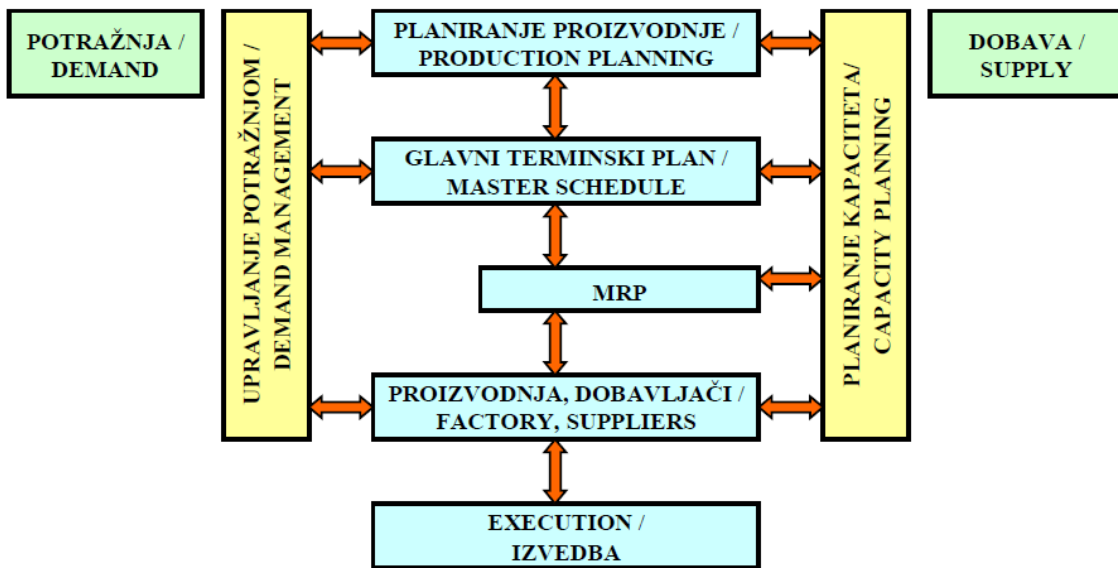 POTRAŽNJA /
DEMAND
UPRAVLJANJE POTRAŽNJOM /
DEMAND MANAGEMENT
PLANIRANJE PROIZVODNJE /
PRODUCTION PLANNING
GLAVNI TERMINSKI PLAN /
MASTER SCHEDULE
MRP
PROIZVODNJA, DOBAVLJAČI /
FACTORY, SUPPLIERS
EXECUTION /
IZVEDBA
PLANIRANJE KAPACITETA/
CAPACITY PLANNING
DOBAVA /
SUPPLY